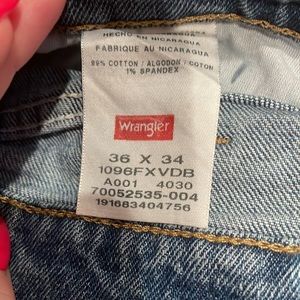 HECHO EN NICARAGUA
FABRIQUE AU NICARAGUA
99% COTTON / ALGODON / COTON
1% SPANDEX
Wrangler
36 X 34
1096FXVDB
A001 4030
70052535-004
191683404756